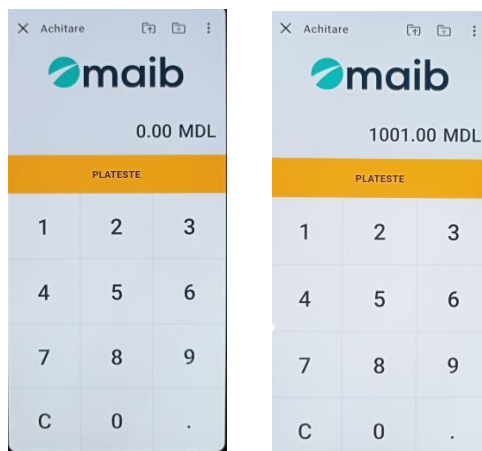 Achitare
maib
0.00 MDL
PLATESTE
1 2 3
4 5 6
7 8 9
C 0 .
Achitare
maib
1001.00 MDL
PLATESTE
1 2 3
4 5 6
7 8 9
C 0 .